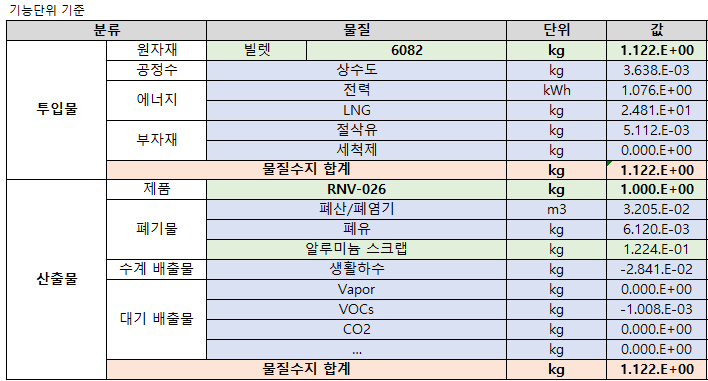 기능단위 기준
분류 물질 단위 값
투입물 원자재 빌렛 6082 kg 1.122.E+00
공정수 상수도 kg 3.638.E-03
에너지 전력 kWh 1.076.E+00
LNG kg 2.481.E+01
부자재 절삭유 kg 5.112.E-03
세척제 kg 0.000.E+00
물질수지 합계 kg 1.122.E+00
산출물 제품 RNV-026 kg 1.000.E+00
폐기물 폐산/폐염기 m3 3.205.E-02
폐유 kg 6.120.E-03
알루미늄 스크랩 kg 1.224.E-01
수계 배출물 생활하수 kg -2.841.E-02
대기 배출물 Vapor kg 0.000.E+00
VOCs kg -1.008.E-03
CO2 kg 0.000.E+00
... kg 0.000.E+00
물질수지 합계 kg 1.122.E+00